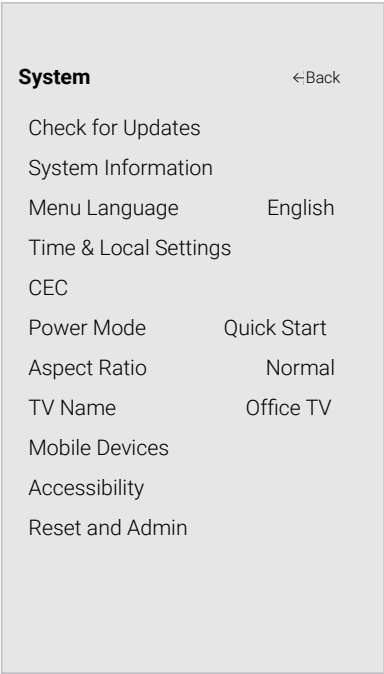 System ←Back
Check for Updates
System Information
Menu Language English
Time & Local Settings
CEC
Power Mode Quick Start
Aspect Ratio Normal
TV Name Office TV
Mobile Devices
Accessibility
Reset and Admin